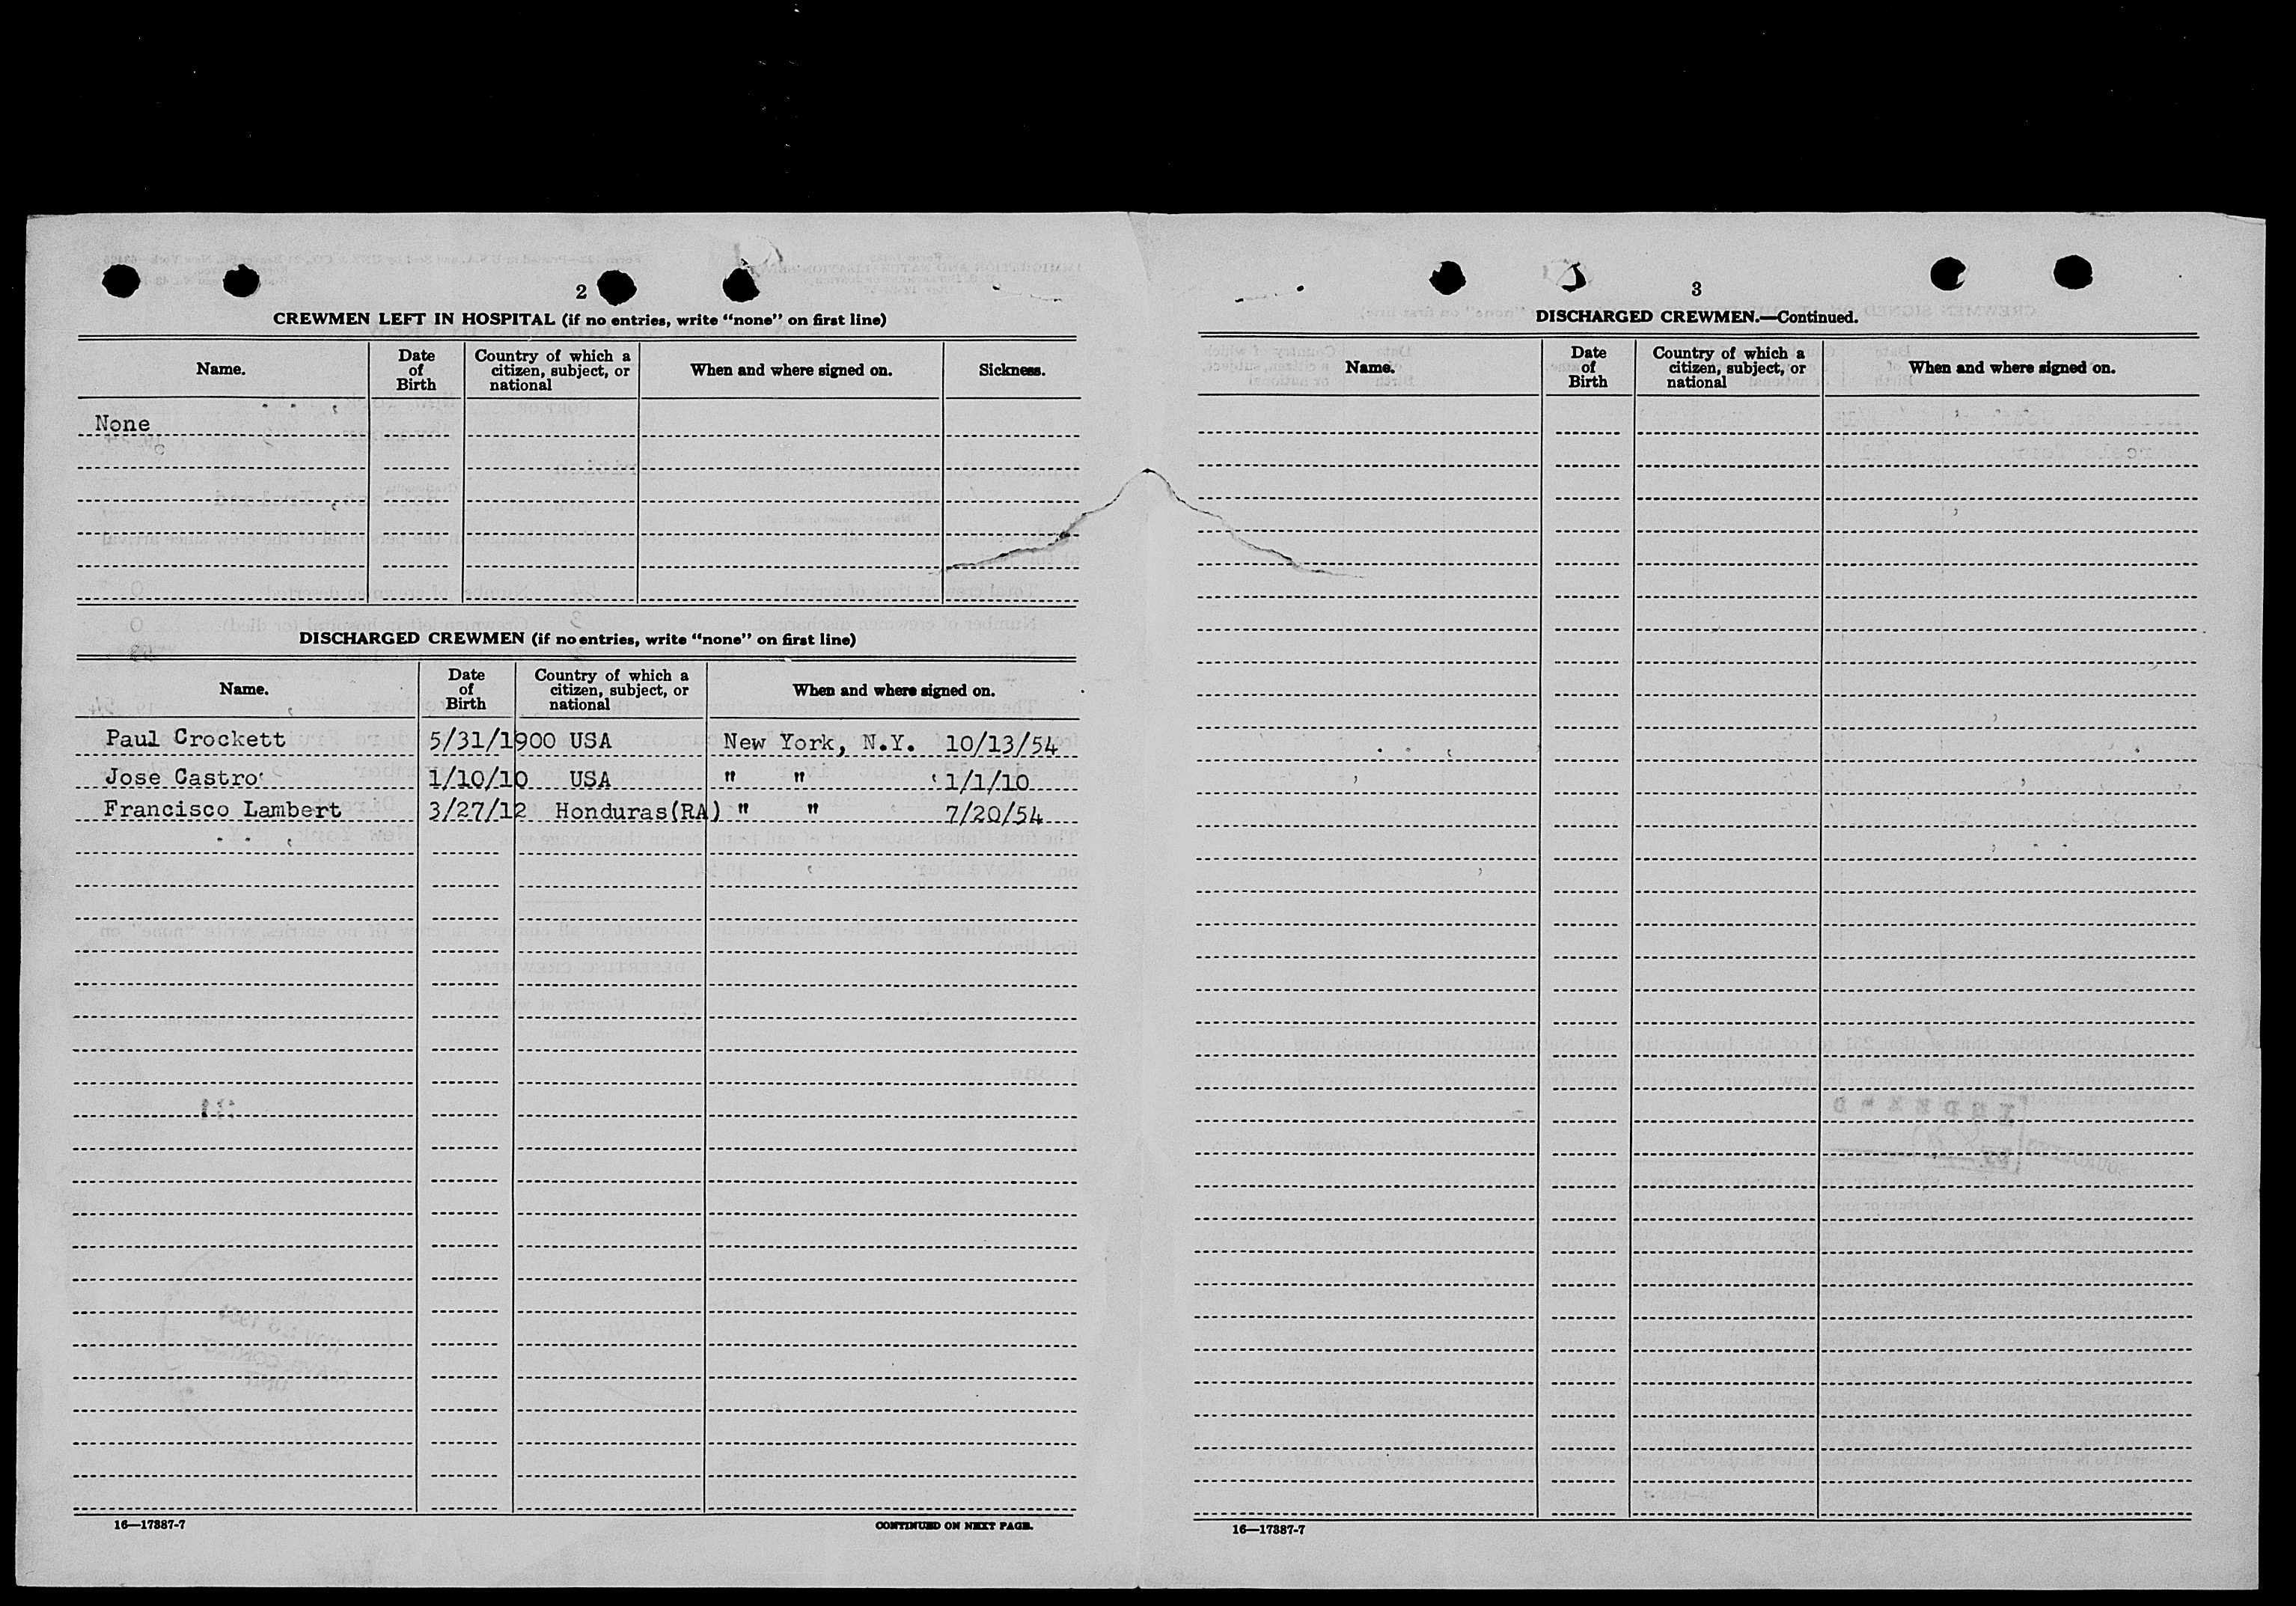 2
CREWMEN LEFT IN HOSPITAL (if no entries, write “none” on first line)
Name. Date of Birth Country of which a citizen, subject, or national When and where signed on. Sickness.
None
DISCHARGED CREWMEN (if no entries, write “none” on first line)
Name. Date of Birth Country of which a citizen, subject, or national When and where signed on.
Paul Crockett 5/31/1900 USA New York, N.Y. 10/13/54
Jose Castro 1/10/10 USA " " 1/1/10
Francisco Lambert 3/27/12 Honduras(RA) " " 7/20/54
16—17387-7 CONTINUED ON NEXT PAGE.
3
DISCHARGED CREWMEN.—Continued.
Name. Date of Birth Country of which a citizen, subject, or national When and where signed on.
16—17387-7